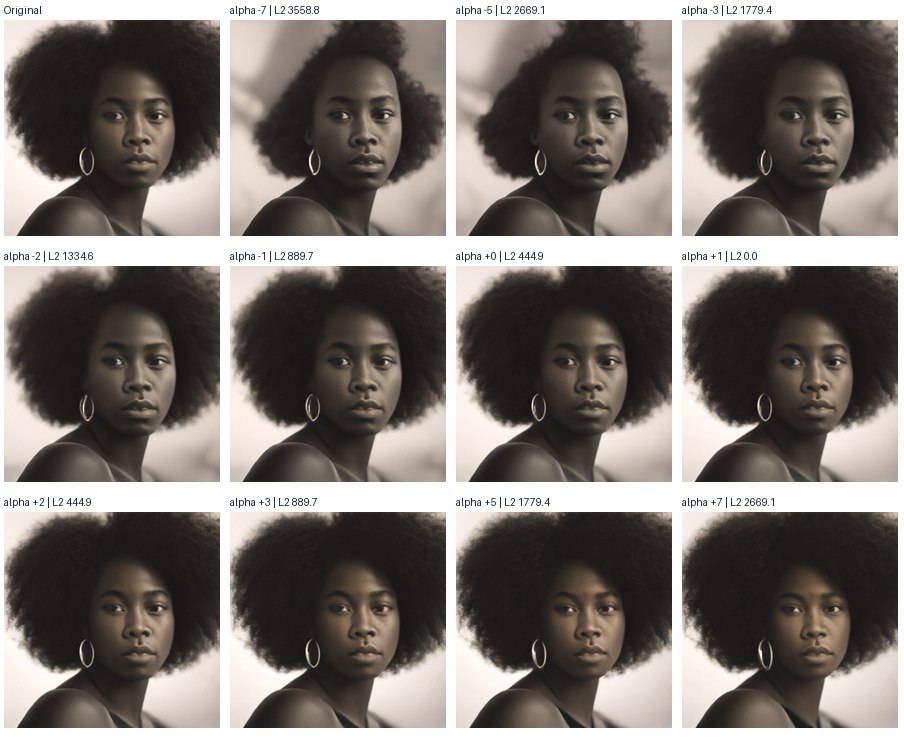 Original
alpha -7 | L2 3558.8
alpha -5 | L2 2669.1
alpha -3 | L2 1779.4
alpha -2 | L2 1334.6
alpha -1 | L2 889.7
alpha +0 | L2 444.9
alpha +1 | L2 0.0
alpha +2 | L2 444.9
alpha +3 | L2 889.7
alpha +5 | L2 1779.4
alpha +7 | L2 2669.1